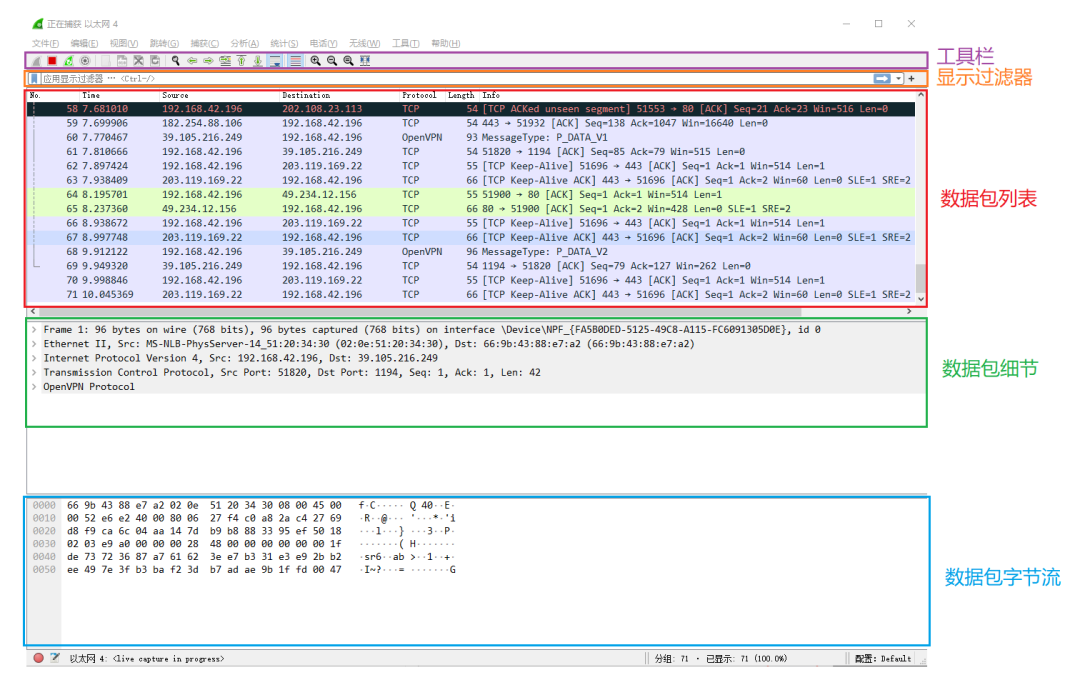 正在捕获 以太网 4
文件(F) 编辑(E) 视图(V) 跳转(G) 捕获(C) 分析(A) 统计(S) 电话(Y) 无线(W) 工具(T) 帮助(H)
工具栏
应用显示过滤器 … <Ctrl-/>
显示过滤器
No. Time Source Destination Protocol Length Info
58 7.681010 192.168.42.196 202.108.23.113 TCP 54 [TCP ACKed unseen segment] 51553 → 80 [ACK] Seq=21 Ack=23 Win=516 Len=0
59 7.699906 182.254.88.106 192.168.42.196 TCP 54 443 → 51932 [ACK] Seq=138 Ack=1047 Win=16640 Len=0
60 7.770467 39.105.216.249 192.168.42.196 OpenVPN 93 MessageType: P_DATA_V1
61 7.810666 192.168.42.196 39.105.216.249 TCP 54 51820 → 1194 [ACK] Seq=85 Ack=79 Win=515 Len=0
62 7.897424 192.168.42.196 203.119.169.22 TCP 55 [TCP Keep-Alive] 51696 → 443 [ACK] Seq=1 Ack=1 Win=514 Len=1
63 7.938409 203.119.169.22 192.168.42.196 TCP 66 [TCP Keep-Alive ACK] 443 → 51696 [ACK] Seq=1 Ack=2 Win=60 Len=0 SLE=1 SRE=2
64 8.195701 192.168.42.196 49.234.12.156 TCP 55 51900 → 80 [ACK] Seq=1 Ack=1 Win=514 Len=1
65 8.237360 49.234.12.156 192.168.42.196 TCP 66 80 → 51900 [ACK] Seq=1 Ack=2 Win=428 Len=0 SLE=1 SRE=2
数据包列表
66 8.938672 192.168.42.196 203.119.169.22 TCP 55 [TCP Keep-Alive] 51696 → 443 [ACK] Seq=1 Ack=1 Win=514 Len=1
67 8.997748 203.119.169.22 192.168.42.196 TCP 66 [TCP Keep-Alive ACK] 443 → 51696 [ACK] Seq=1 Ack=2 Win=60 Len=0 SLE=1 SRE=2
68 9.912122 192.168.42.196 39.105.216.249 OpenVPN 96 MessageType: P_DATA_V2
69 9.949320 39.105.216.249 192.168.42.196 TCP 54 1194 → 51820 [ACK] Seq=79 Ack=127 Win=262 Len=0
70 9.998846 192.168.42.196 203.119.169.22 TCP 55 [TCP Keep-Alive] 51696 → 443 [ACK] Seq=1 Ack=1 Win=514 Len=1
71 10.045369 203.119.169.22 192.168.42.196 TCP 66 [TCP Keep-Alive ACK] 443 → 51696 [ACK] Seq=1 Ack=2 Win=60 Len=0 SLE=1 SRE=2
> Frame 1: 96 bytes on wire (768 bits), 96 bytes captured (768 bits) on interface \Device\NPF_{FA5B0DED-5125-49C8-A115-FC6091305D0E}, id 0
> Ethernet II, Src: MS-NLB-PhysServer-14_51:20:34:30 (02:0e:51:20:34:30), Dst: 66:9b:43:88:e7:a2 (66:9b:43:88:e7:a2)
> Internet Protocol Version 4, Src: 192.168.42.196, Dst: 39.105.216.249
> Transmission Control Protocol, Src Port: 51820, Dst Port: 1194, Seq: 1, Ack: 1, Len: 42
> OpenVPN Protocol
数据包细节
0000 66 9b 43 88 e7 a2 02 0e 51 20 34 30 08 00 45 00 f·C····· Q 40··E·
0010 00 52 e6 e2 40 00 80 06 27 f4 c0 a8 2a c4 27 69 ·R··@··· '···*·'i
0020 d8 f9 ca 6c 04 aa 14 7d b9 b8 88 33 95 ef 50 18 ···l···} ···3··P·
0030 02 03 e9 a0 00 00 00 28 48 00 00 00 00 00 00 1f ·······( H·······
0040 de 73 72 36 87 a7 61 62 3e e7 b3 31 e3 e9 2b b2 ·sr6··ab >··1··+·
0050 ee 49 7e 3f b3 ba f2 3d b7 ad ae 9b 1f fd 00 47 ·I~?···= ·······G
数据包字节流
以太网 4: <live capture in progress> 分组: 71 · 已显示: 71 (100.0%) 配置: Default